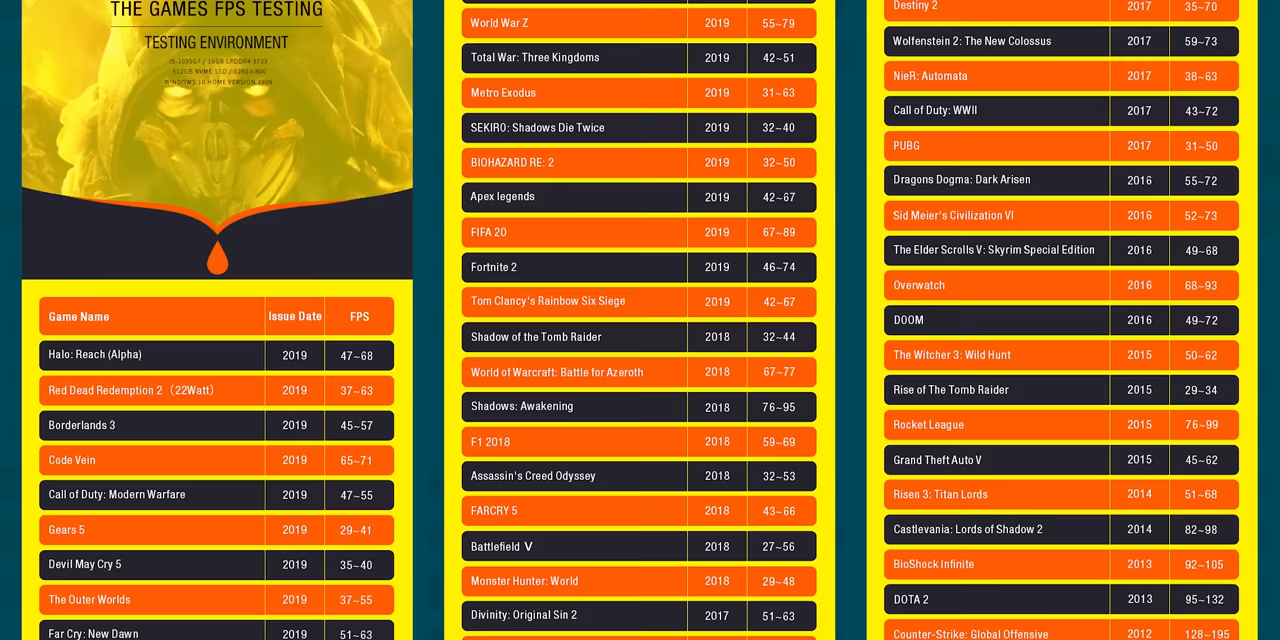 THE GAMES FPS TESTING
TESTING ENVIRONMENT
I5-1035G7 / 16GB LPDDR4 3733
512GB NVME SSD / 1280×800
WINDOWS 10 HOME VERSION 1909
Game Name Issue Date FPS
Halo: Reach (Alpha) 2019 47~68
Red Dead Redemption 2（22Watt） 2019 37~63
Borderlands 3 2019 45~57
Code Vein 2019 65~71
Call of Duty: Modern Warfare 2019 47~55
Gears 5 2019 29~41
Devil May Cry 5 2019 35~40
The Outer Worlds 2019 37~55
Far Cry: New Dawn 2019 51~63
World War Z 2019 55~79
Total War: Three Kingdoms 2019 42~51
Metro Exodus 2019 31~63
SEKIRO: Shadows Die Twice 2019 32~40
BIOHAZARD RE: 2 2019 32~50
Apex legends 2019 42~67
FIFA 20 2019 67~89
Fortnite 2 2019 46~74
Tom Clancy's Rainbow Six Siege 2019 42~67
Shadow of the Tomb Raider 2018 32~44
World of Warcraft: Battle for Azeroth 2018 67~77
Shadows: Awakening 2018 76~95
F1 2018 2018 59~69
Assassin's Creed Odyssey 2018 32~53
FARCRY 5 2018 43~66
Battlefield V 2018 27~56
Monster Hunter: World 2018 29~48
Divinity: Original Sin 2 2017 51~63
Destiny 2 2017 35~70
Wolfenstein 2: The New Colossus 2017 59~73
NieR: Automata 2017 38~63
Call of Duty: WWII 2017 43~72
PUBG 2017 31~50
Dragons Dogma: Dark Arisen 2016 55~72
Sid Meier's Civilization VI 2016 52~73
The Elder Scrolls V: Skyrim Special Edition 2016 49~68
Overwatch 2016 68~93
DOOM 2016 49~72
The Witcher 3: Wild Hunt 2015 50~62
Rise of The Tomb Raider 2015 29~34
Rocket League 2015 76~99
Grand Theft Auto V 2015 45~62
Risen 3: Titan Lords 2014 51~68
Castlevania: Lords of Shadow 2 2014 82~98
BioShock Infinite 2013 92~105
DOTA 2 2013 95~132
Counter-Strike: Global Offensive 2012 128~195